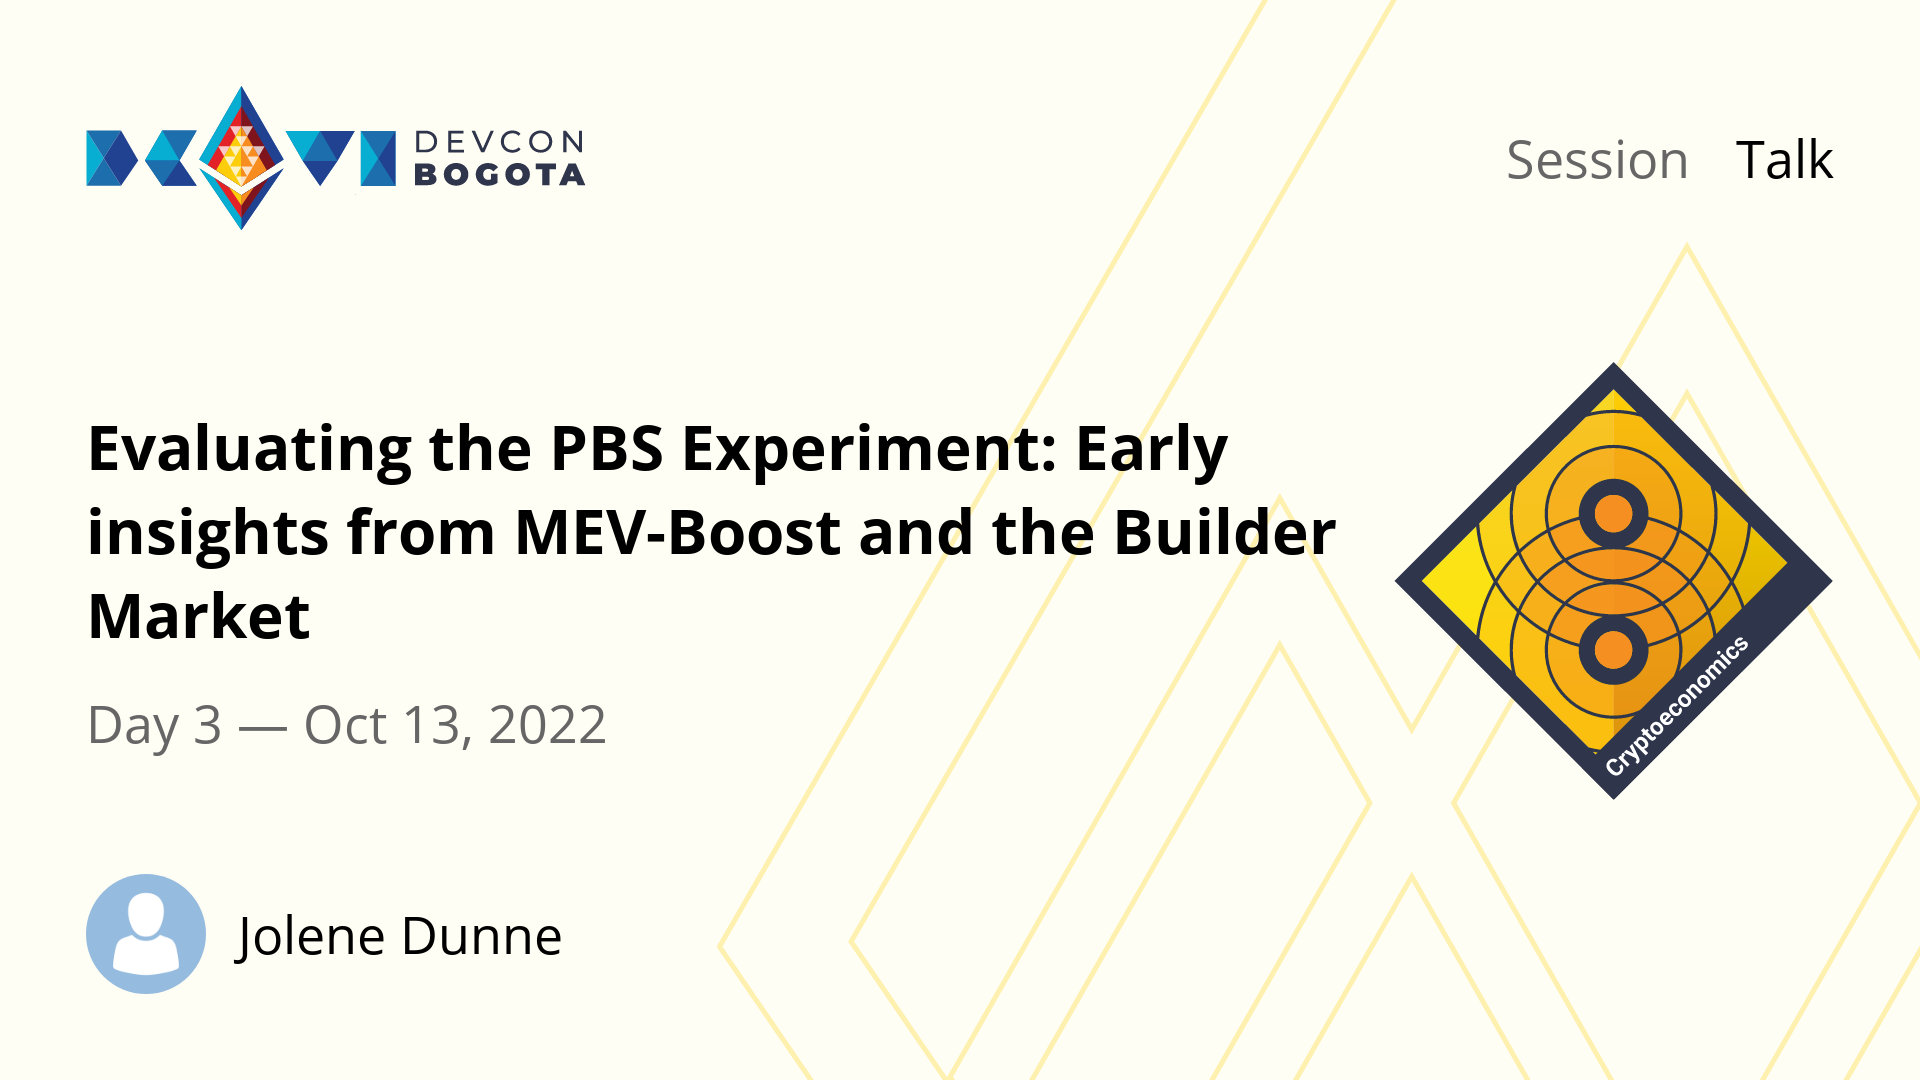 DEVCON
BOGOTA
Session Talk
Evaluating the PBS Experiment: Early
insights from MEV-Boost and the Builder
Market
Day 3 — Oct 13, 2022
Cryptoeconomics
Jolene Dunne